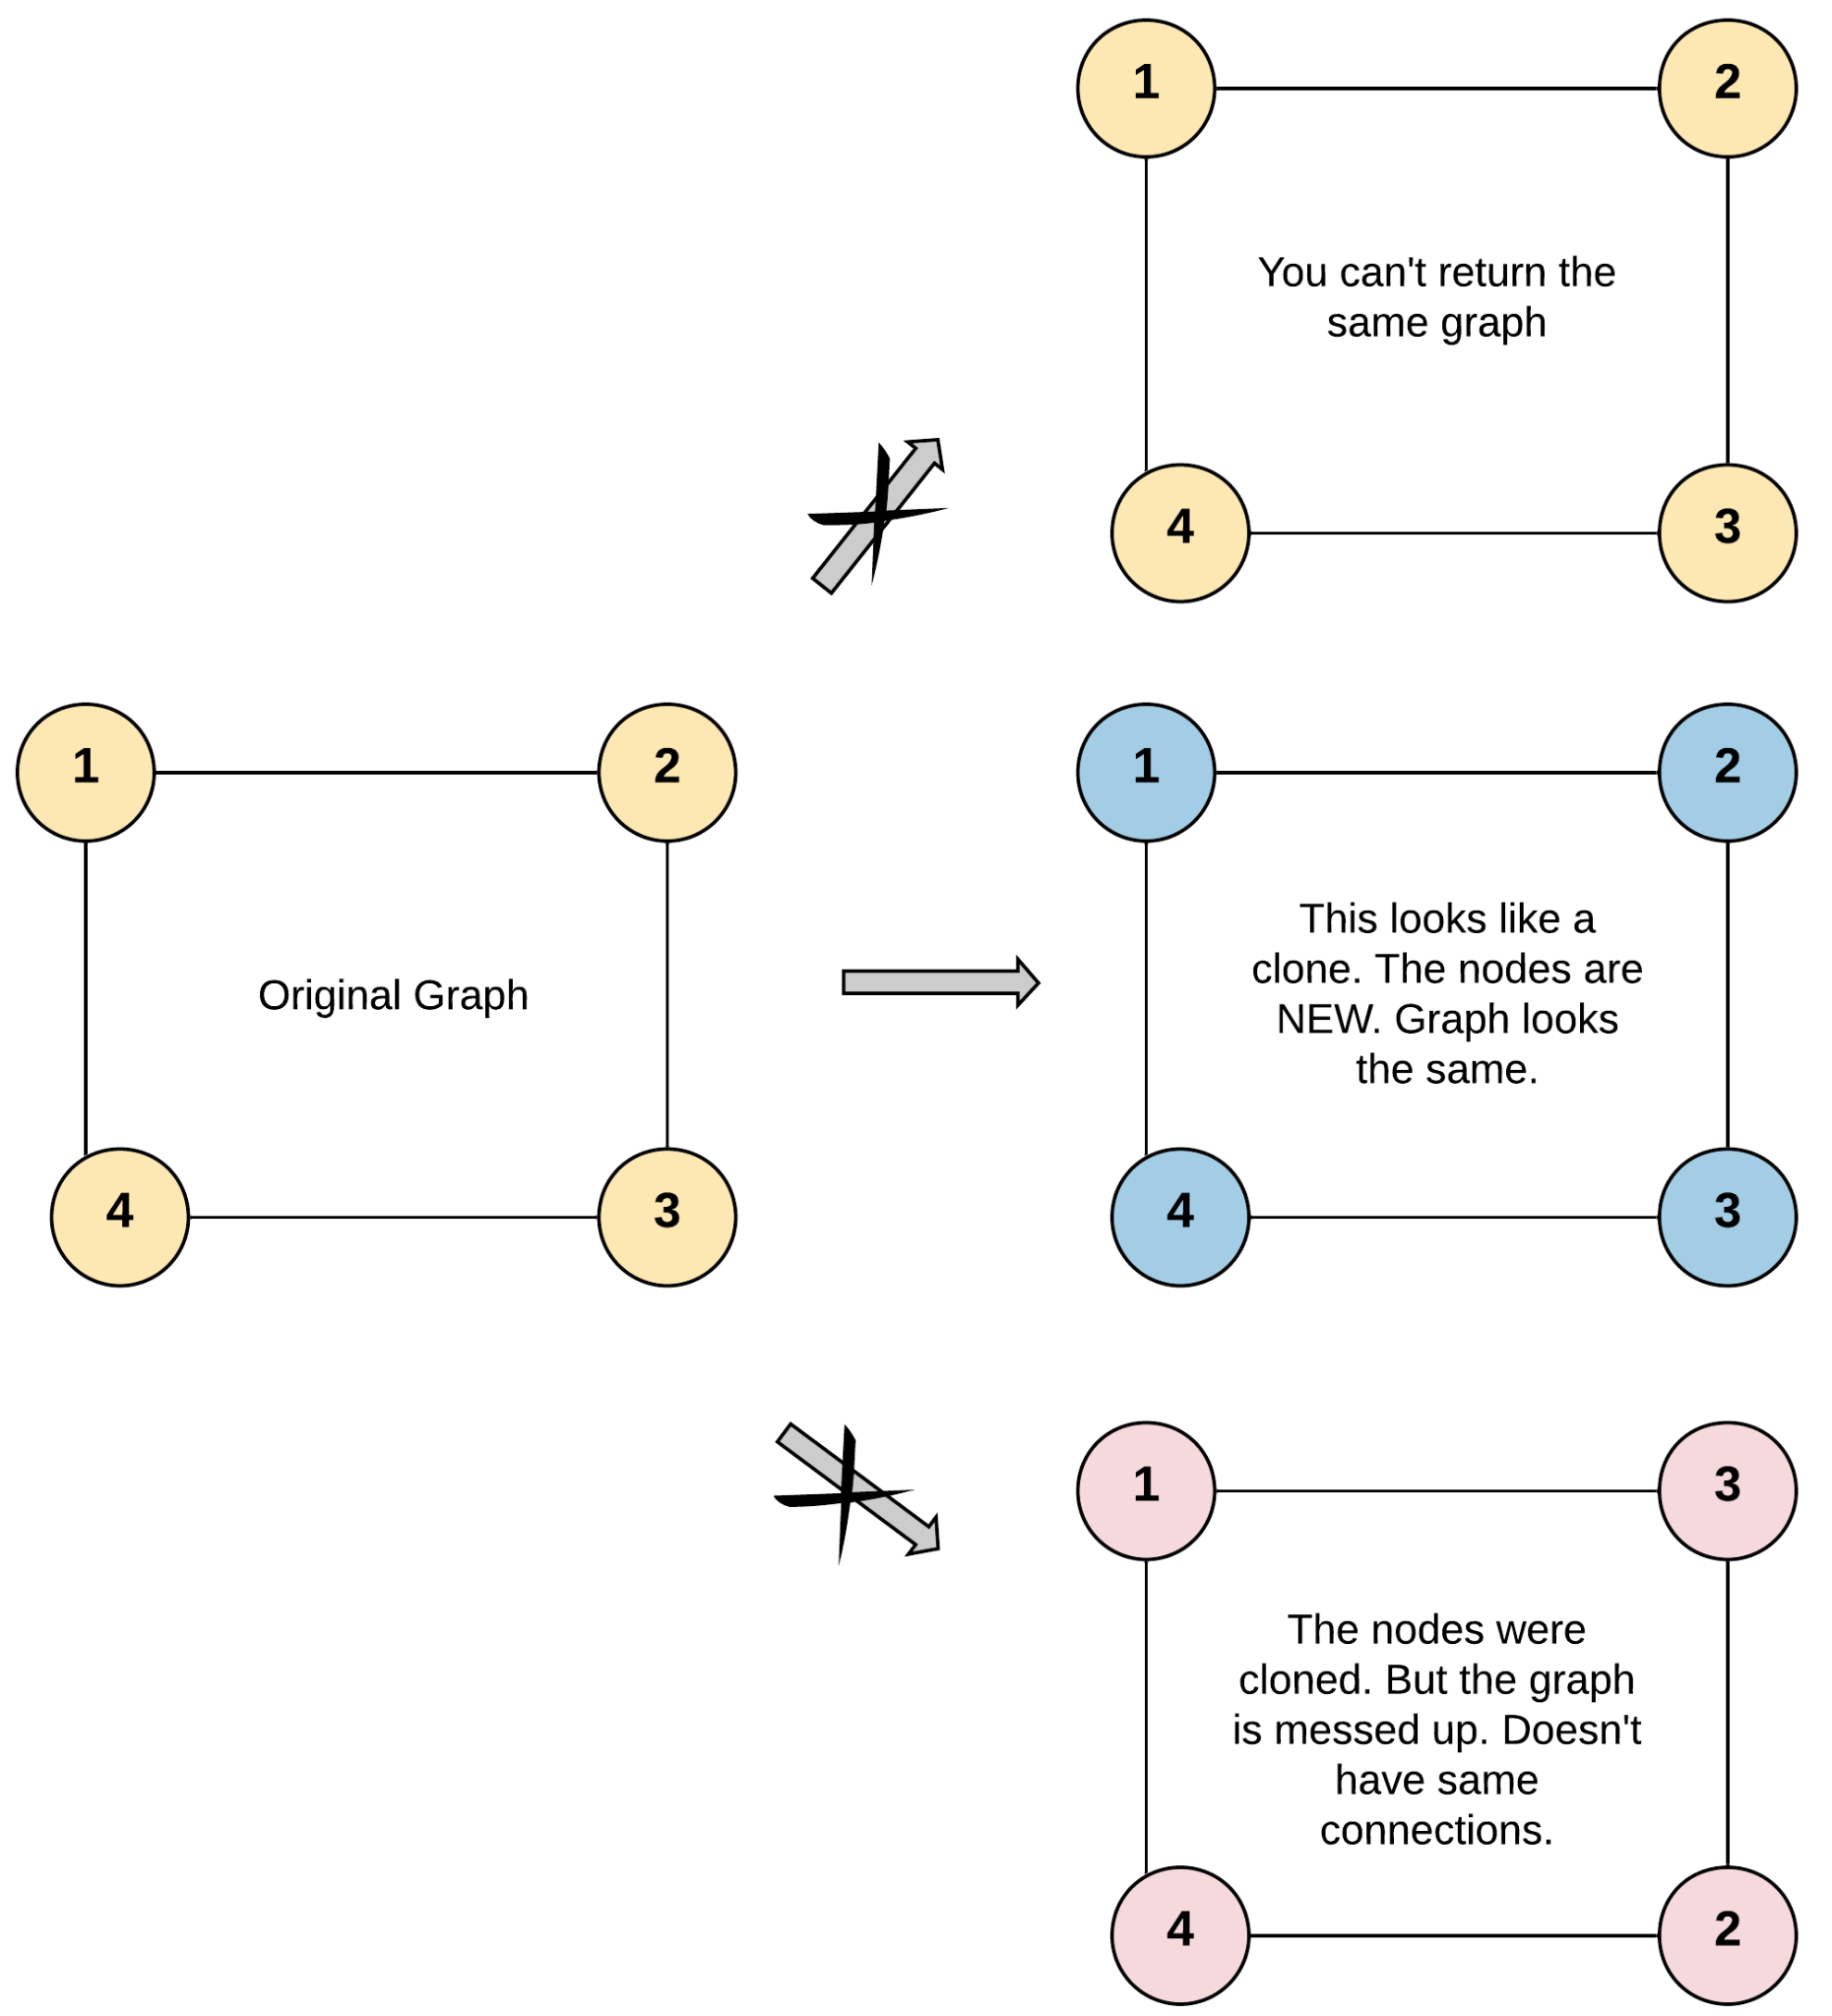 1
2
You can't return the
same graph
4
3
1
2
Original Graph
4
3
1
2
This looks like a
clone. The nodes are
NEW. Graph looks
the same.
4
3
1
3
The nodes were
cloned. But the graph
is messed up. Doesn't
have same
connections.
4
2